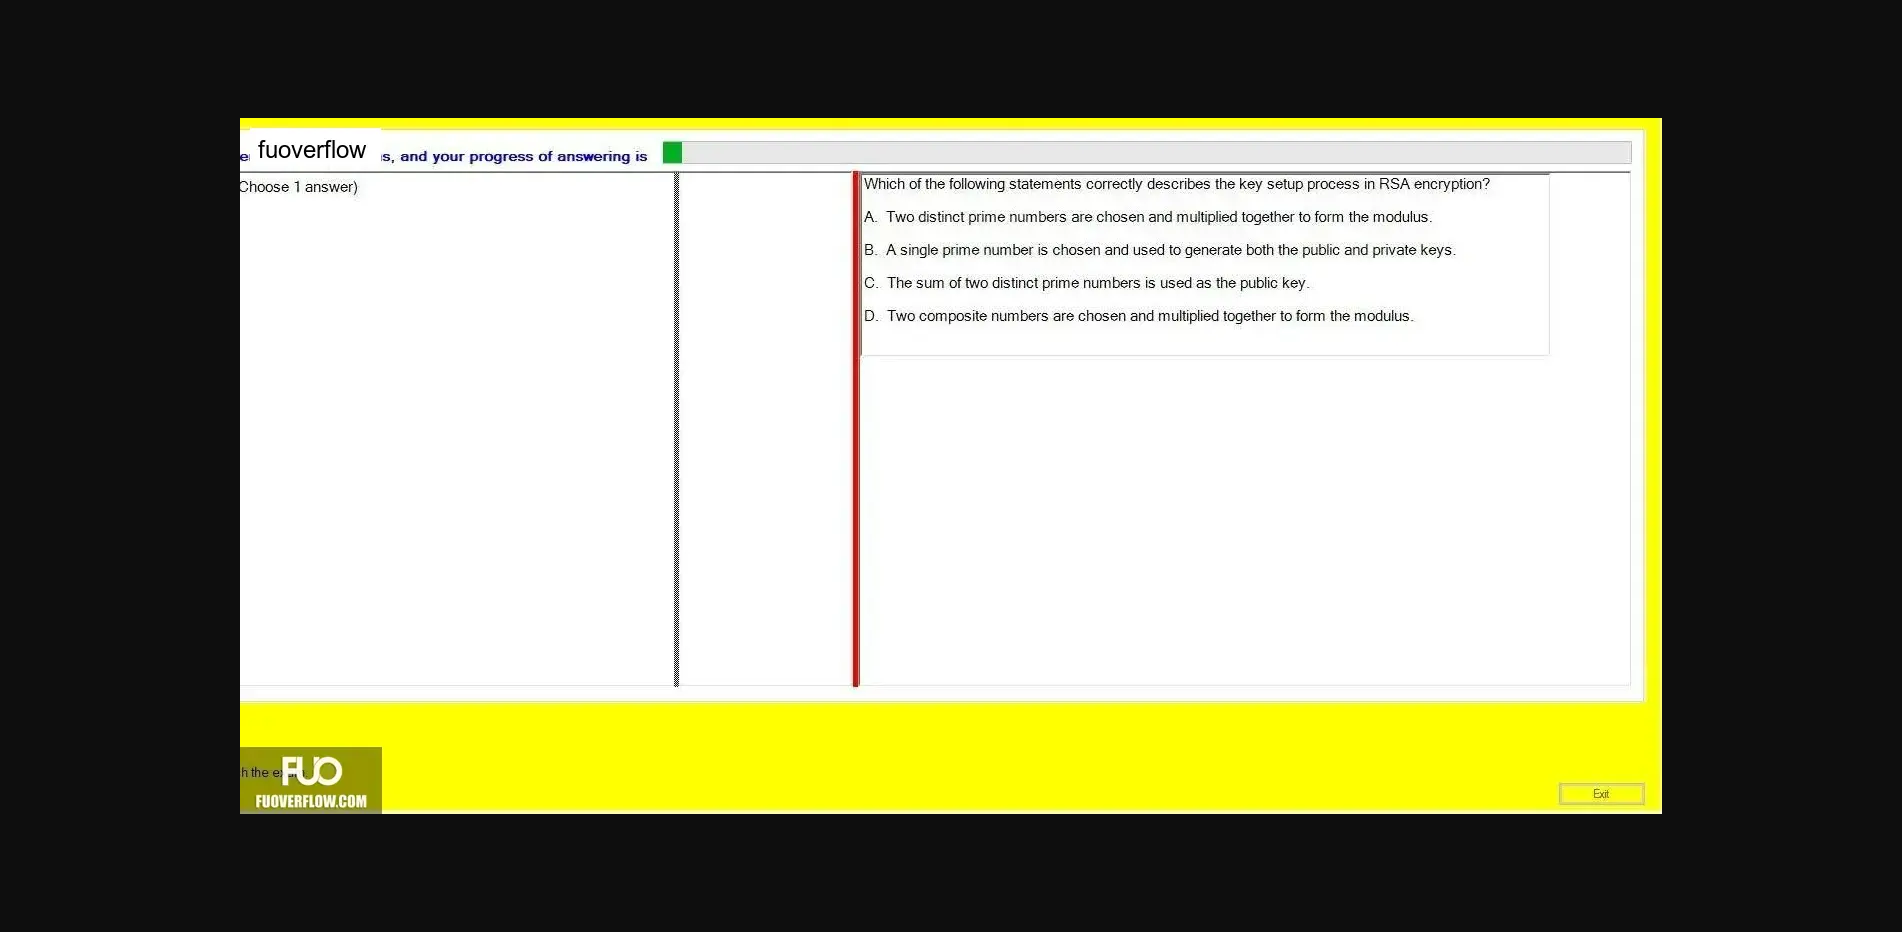 fuoverflow
s, and your progress of answering is
Choose 1 answer)
Which of the following statements correctly describes the key setup process in RSA encryption?
A. Two distinct prime numbers are chosen and multiplied together to form the modulus.
B. A single prime number is chosen and used to generate both the public and private keys.
C. The sum of two distinct prime numbers is used as the public key.
D. Two composite numbers are chosen and multiplied together to form the modulus.
h the
FUO
FUOVERFLOW.COM
Exit